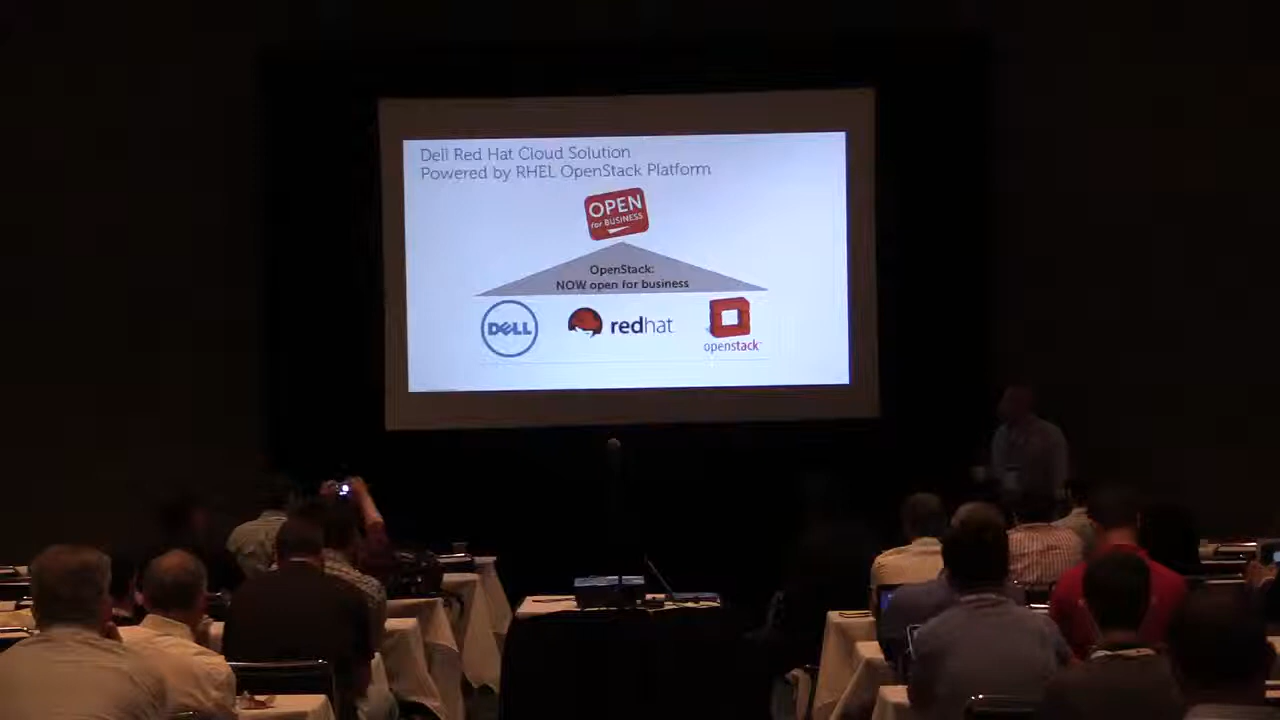 Dell Red Hat Cloud Solution
Powered by RHEL OpenStack Platform
OPEN
for BUSINESS
OpenStack:
NOW open for business
DELL
redhat
openstack